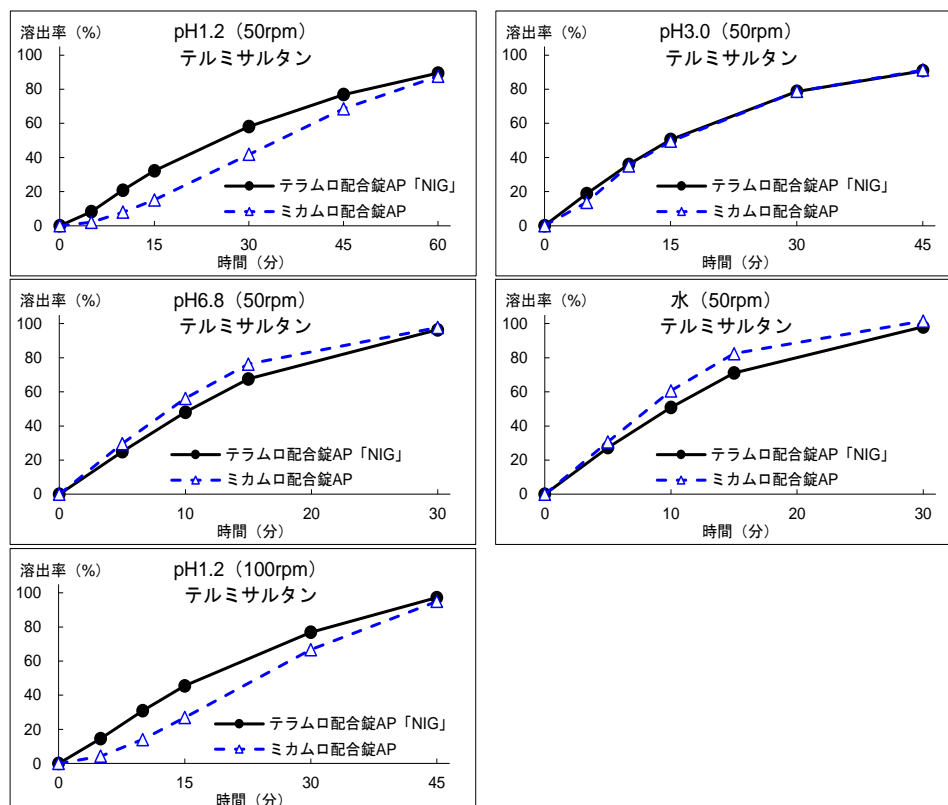 溶出率（%）
pH1.2（50rpm）
テルミサルタン
100
80
60
40
20
0
テラムロ配合錠AP「NIG」
ミカムロ配合錠AP
0 15 30 45 60
時間（分）
溶出率（%）
pH3.0（50rpm）
テルミサルタン
100
80
60
40
20
0
テラムロ配合錠AP「NIG」
ミカムロ配合錠AP
0 15 30 45
時間（分）
溶出率（%）
pH6.8（50rpm）
テルミサルタン
100
80
60
40
20
0
テラムロ配合錠AP「NIG」
ミカムロ配合錠AP
0 10 20 30
時間（分）
溶出率（%）
水（50rpm）
テルミサルタン
100
80
60
40
20
0
テラムロ配合錠AP「NIG」
ミカムロ配合錠AP
0 10 20 30
時間（分）
溶出率（%）
pH1.2（100rpm）
テルミサルタン
100
80
60
40
20
0
テラムロ配合錠AP「NIG」
ミカムロ配合錠AP
0 15 30 45
時間（分）